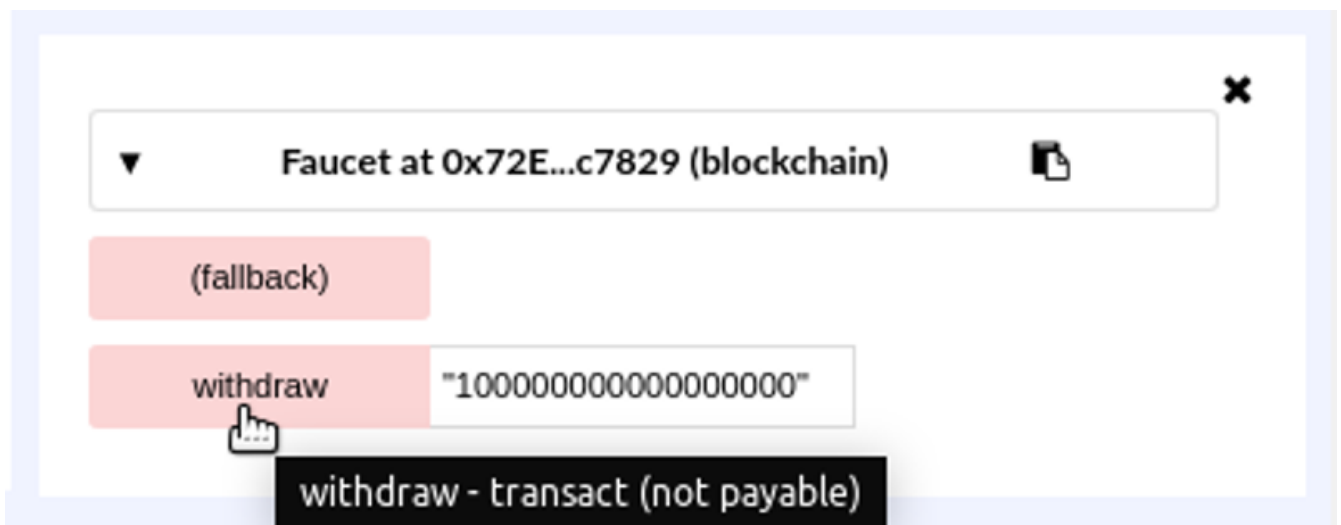 Faucet at 0x72E...c7829 (blockchain)
(fallback)
withdraw "100000000000000000"
withdraw - transact (not payable)